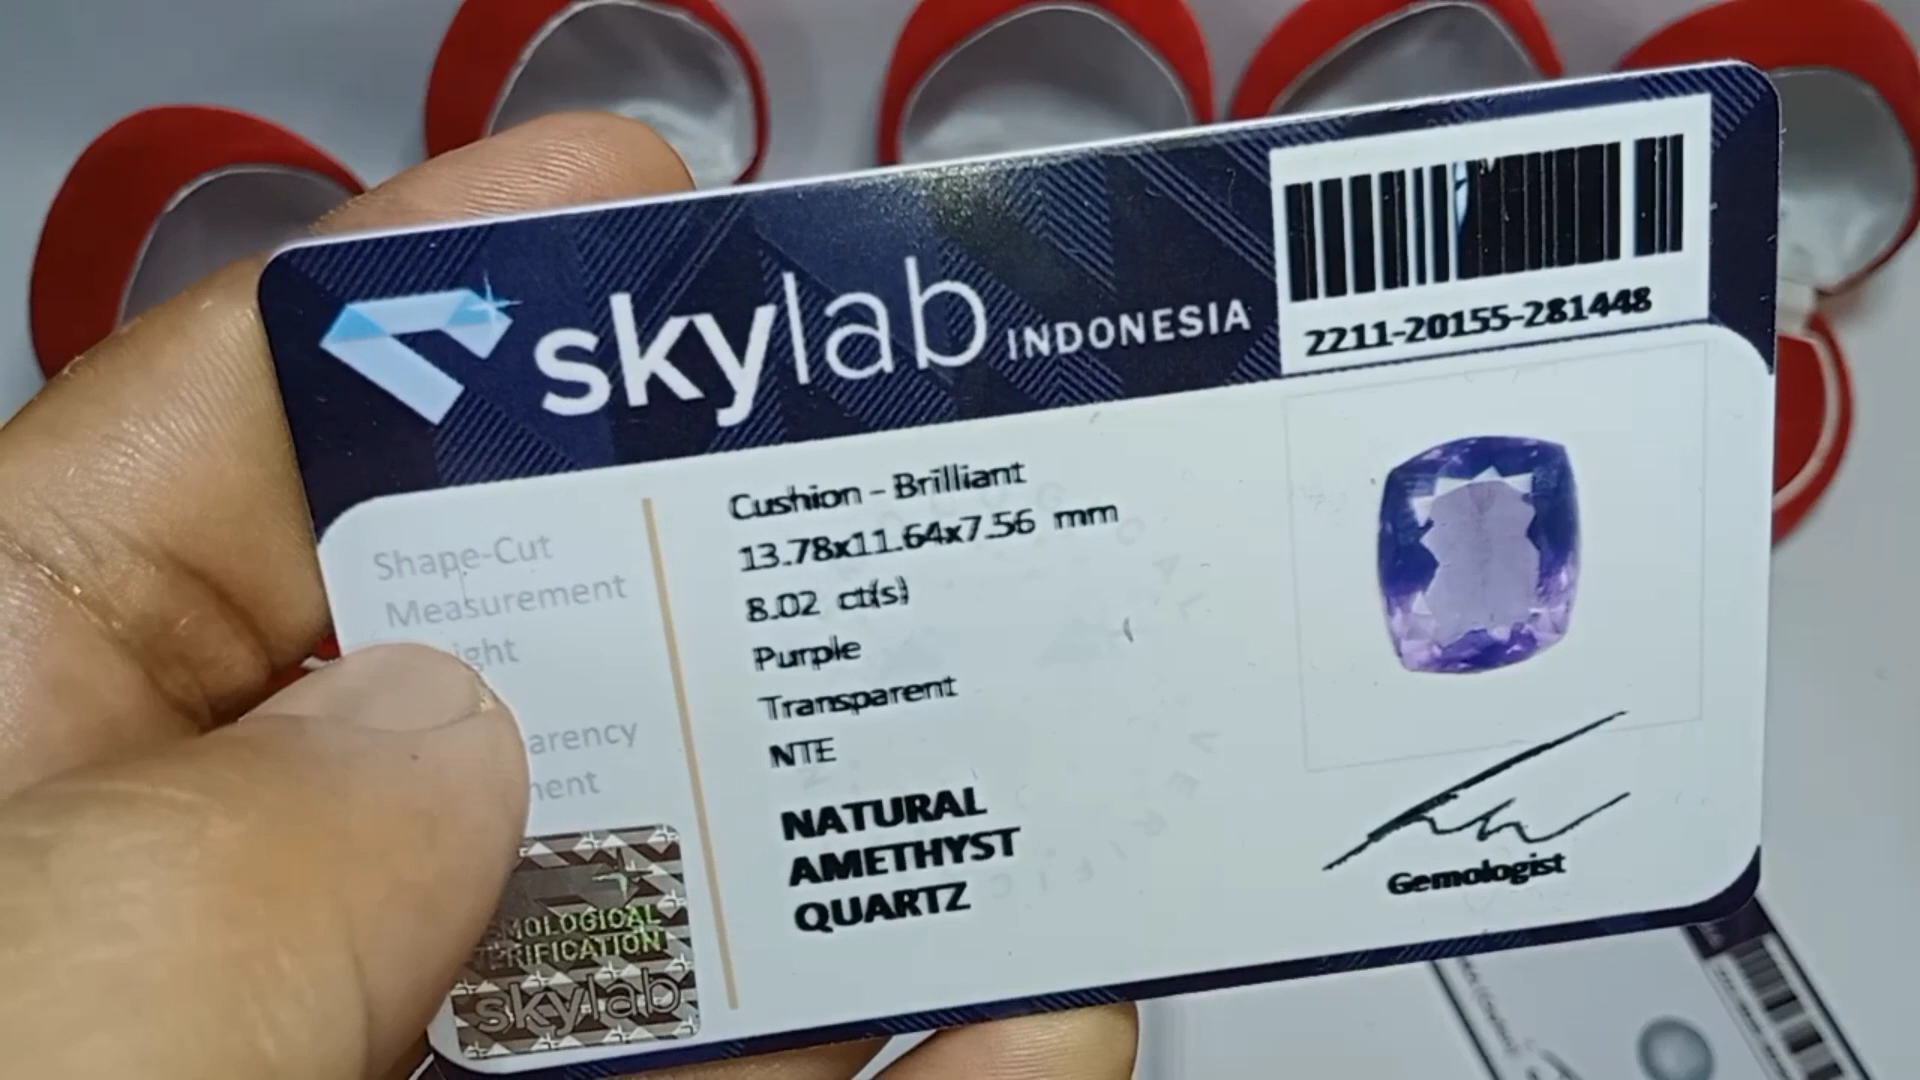 skylab INDONESIA
2211-20155-281448
Shape-Cut
Cushion - Brilliant
Measurement
13.78x11.64x7.56 mm
8.02 ct(s)
Purple
Transparent
NTE
NATURAL
AMETHYST
QUARTZ
Gemologist
skylab